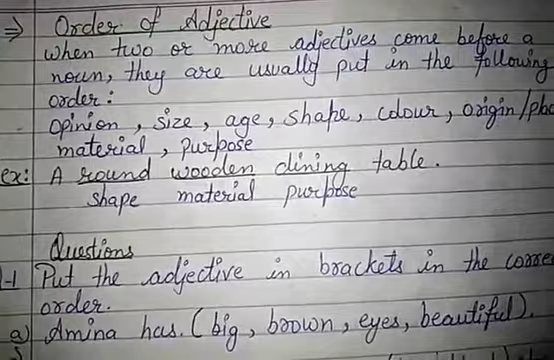 ⇒ Order of Adjective
when two or more adjectives come before a
noun, they are usually put in the following
order:
opinion, size, age, shape, colour, origin/
material, purpose
ex: A round wooden dining table.
shape material purpose
Questions
-1 Put the adjective in brackets in the
order.
a) Amina has. (big, brown, eyes, beautiful).